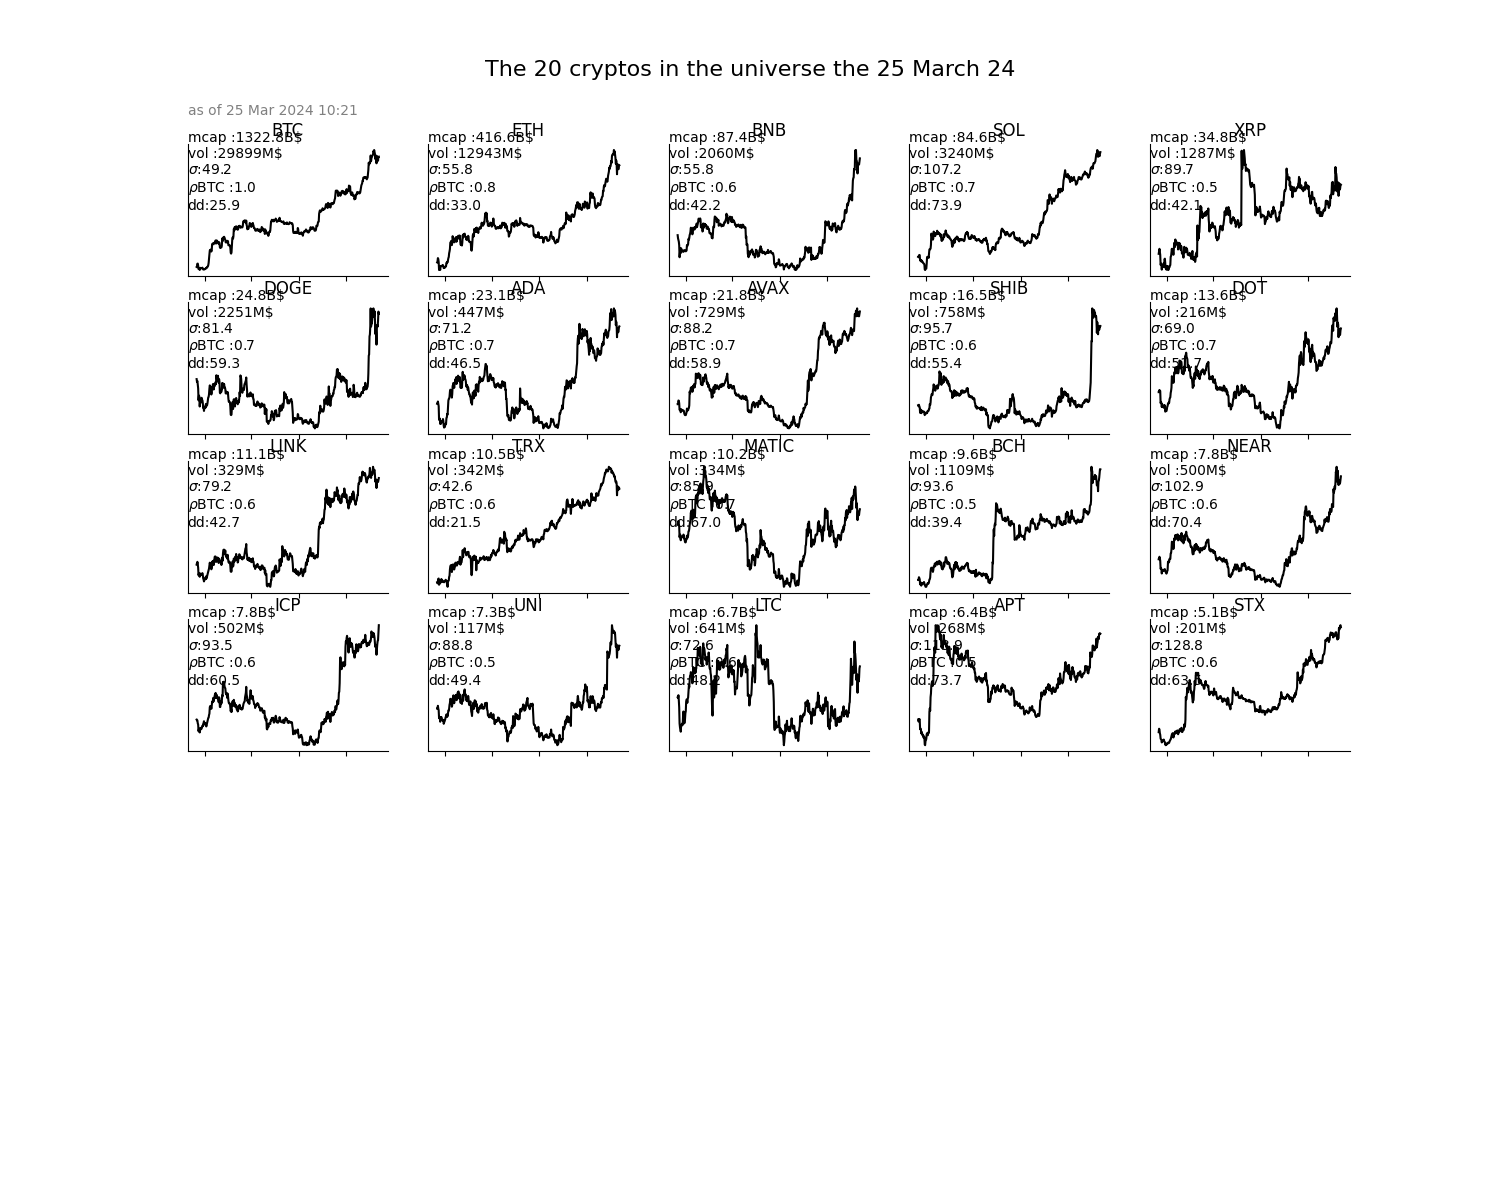 The 20 cryptos in the universe the 25 March 24
as of 25 Mar 2024 10:21
BTC
mcap :1322.8B$
vol :29899M$
σ:49.2
ρBTC :1.0
dd:25.9
ETH
mcap :416.6B$
vol :12943M$
σ:55.8
ρBTC :0.8
dd:33.0
BNB
mcap :87.4B$
vol :2060M$
σ:55.8
ρBTC :0.6
dd:42.2
SOL
mcap :84.6B$
vol :3240M$
σ:107.2
ρBTC :0.7
dd:73.9
XRP
mcap :34.8B$
vol :1287M$
σ:89.7
ρBTC :0.5
dd:42.1
DOGE
mcap :24.8B$
vol :2251M$
σ:81.4
ρBTC :0.7
dd:59.3
ADA
mcap :23.1B$
vol :447M$
σ:71.2
ρBTC :0.7
dd:46.5
AVAX
mcap :21.8B$
vol :729M$
σ:88.2
ρBTC :0.7
dd:58.9
SHIB
mcap :16.5B$
vol :758M$
σ:95.7
ρBTC :0.6
dd:55.4
DOT
mcap :13.6B$
vol :216M$
σ:69.0
ρBTC :0.7
LINK
mcap :11.1B$
vol :329M$
σ:79.2
ρBTC :0.6
dd:42.7
TRX
mcap :10.5B$
vol :342M$
σ:42.6
ρBTC :0.6
dd:21.5
MATIC
mcap :10.2B$
vol :334M$
σ:85.9
ρBTC :0.7
dd:67.0
BCH
mcap :9.6B$
vol :1109M$
σ:93.6
ρBTC :0.5
dd:39.4
NEAR
mcap :7.8B$
vol :500M$
σ:102.9
ρBTC :0.6
dd:70.4
ICP
mcap :7.8B$
vol :502M$
σ:93.5
ρBTC :0.6
dd:60.5
UNI
mcap :7.3B$
vol :117M$
σ:88.8
ρBTC :0.5
dd:49.4
LTC
mcap :6.7B$
vol :641M$
σ:72.6
ρBTC :0.6
dd:48.2
APT
mcap :6.4B$
vol :268M$
ρBTC :0.5
dd:73.7
STX
mcap :5.1B$
vol :201M$
σ:128.8
ρBTC :0.6